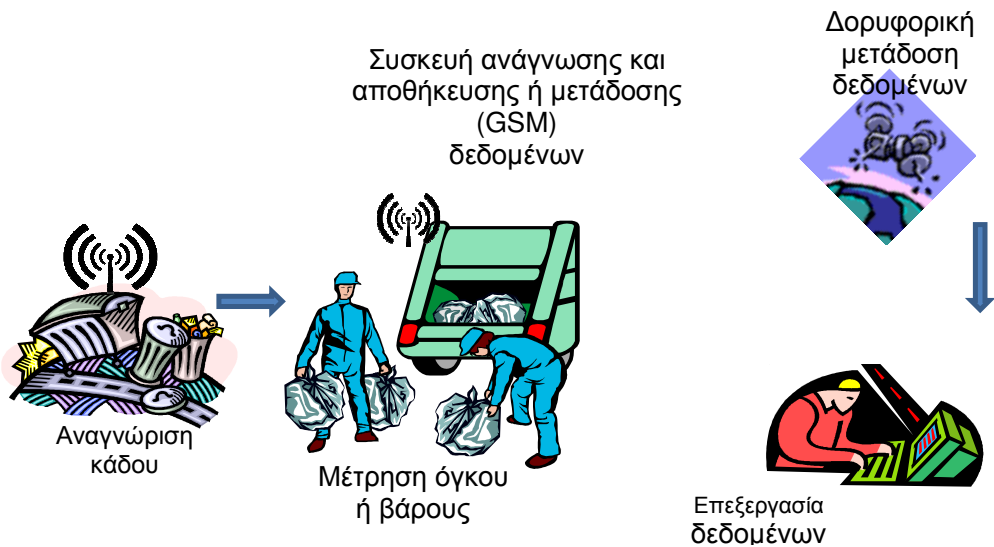 Συσκευή ανάγνωσης και
αποθήκευσης ή μετάδοσης
(GSM)
δεδομένων
Δορυφορική
μετάδοση
δεδομένων
Αναγνώριση
κάδου
Μέτρηση όγκου
ή βάρους
Επεξεργασία
δεδομένων